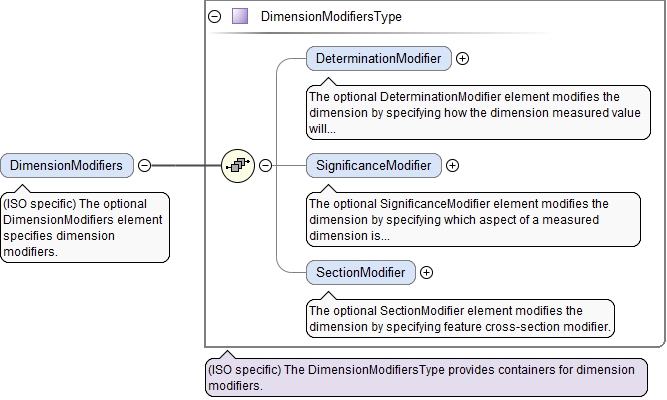 DimensionModifiersType
DeterminationModifier
The optional DeterminationModifier element modifies the
dimension by specifying how the dimension measured value
will...
DimensionModifiers
(ISO specific) The optional
DimensionModifiers element
specifies dimension
modifiers.
SignificanceModifier
The optional SignificanceModifier element modifies the
dimension by specifying which aspect of a measured
dimension is...
SectionModifier
The optional SectionModifier element modifies the
dimension by specifying feature cross-section modifier.
(ISO specific) The DimensionModifiersType provides containers for dimension
modifiers.